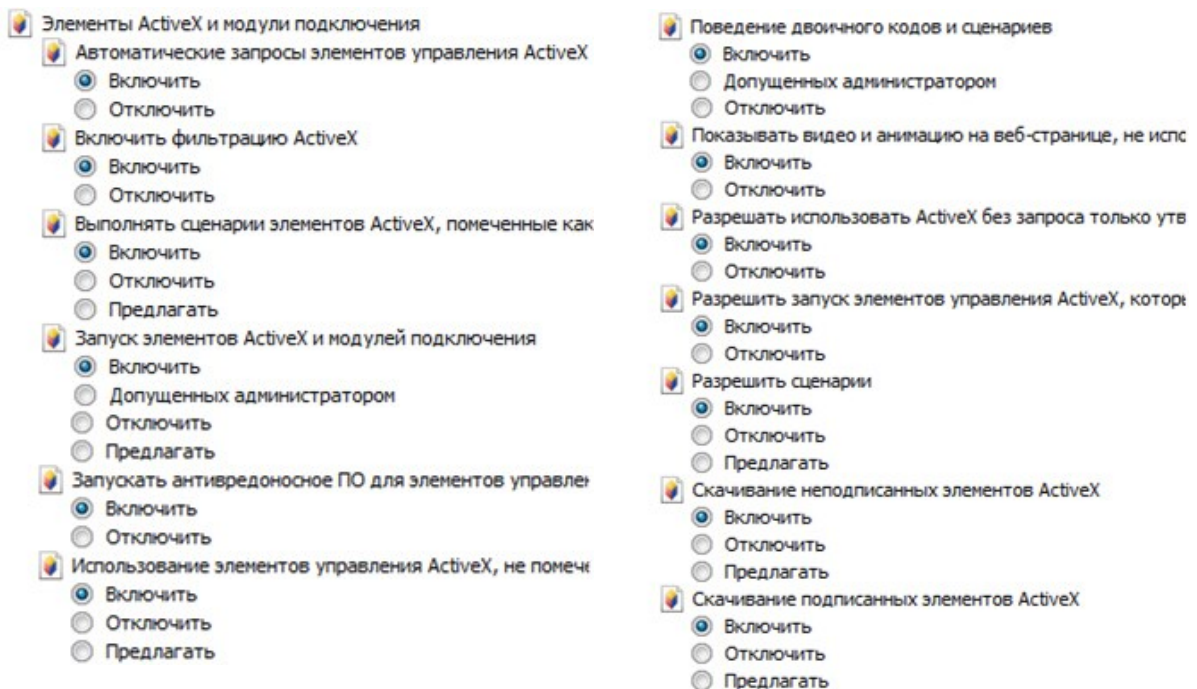 Элементы ActiveX и модули подключения
Автоматические запросы элементов управления ActiveX
Включить
Отключить
Включить фильтрацию ActiveX
Включить
Отключить
Выполнять сценарии элементов ActiveX, помеченные как
Включить
Отключить
Предлагать
Запуск элементов ActiveX и модулей подключения
Включить
Допущенных администратором
Отключить
Предлагать
Запускать антивредоносное ПО для элементов управлен
Включить
Отключить
Использование элементов управления ActiveX, не помече
Включить
Отключить
Предлагать
Поведение двоичного кодов и сценариев
Включить
Допущенных администратором
Отключить
Показывать видео и анимацию на веб-странице, не испо
Включить
Отключить
Разрешать использовать ActiveX без запроса только утв
Включить
Отключить
Разрешить запуск элементов управления ActiveX, которы
Включить
Отключить
Разрешить сценарии
Включить
Отключить
Предлагать
Скачивание неподписанных элементов ActiveX
Включить
Отключить
Предлагать
Скачивание подписанных элементов ActiveX
Включить
Отключить
Предлагать